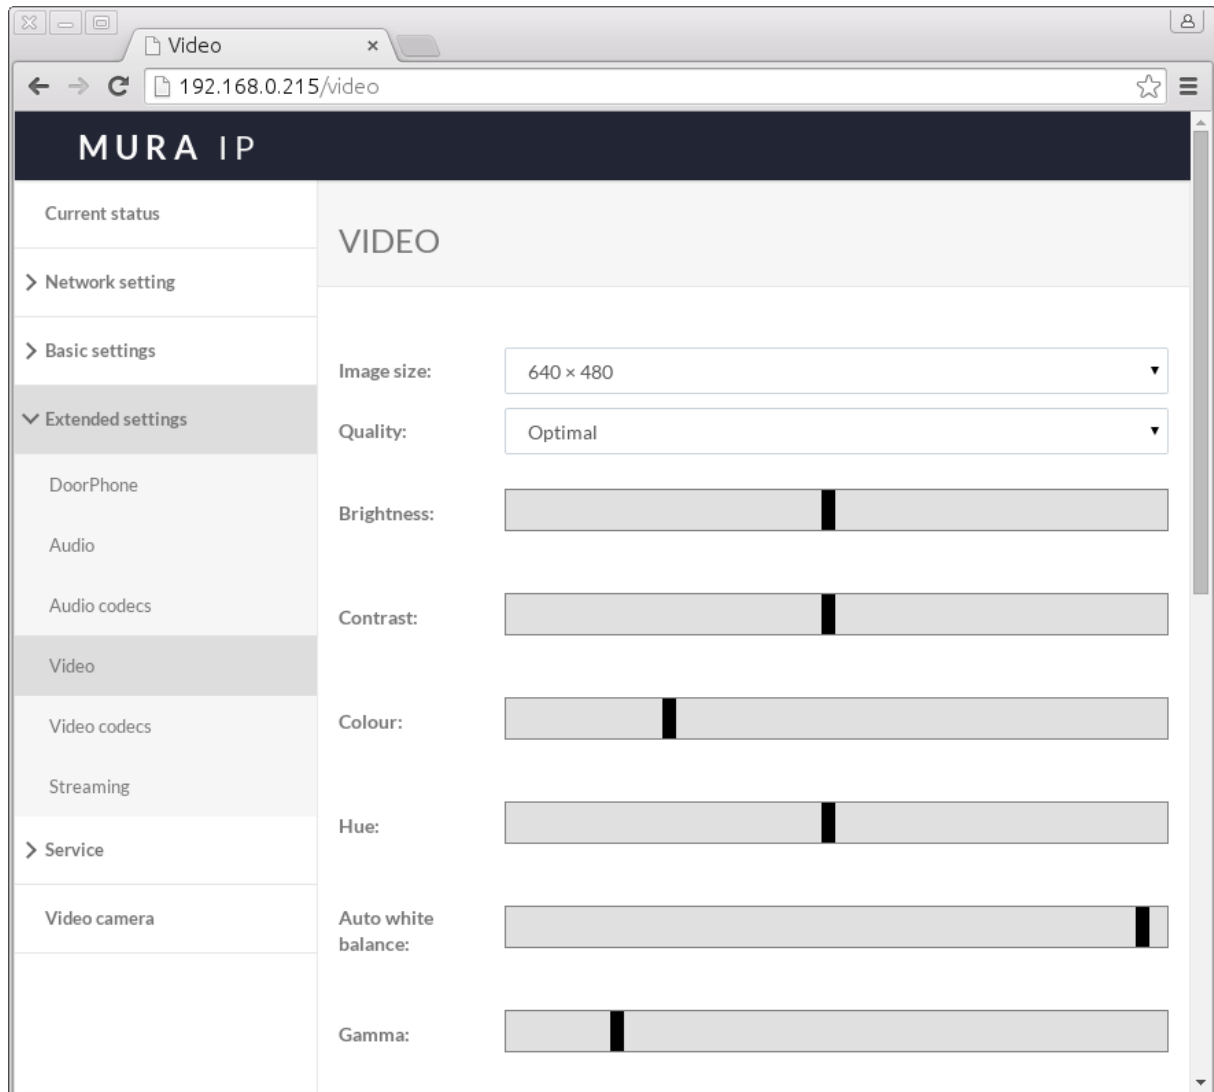 Video
192.168.0.215/video
MURA IP
Current status
Network setting
Basic settings
Extended settings
DoorPhone
Audio
Audio codecs
Video
Video codecs
Streaming
Service
Video camera
VIDEO
Image size: 640 × 480
Quality: Optimal
Brightness:
Contrast:
Colour:
Hue:
Auto white
balance:
Gamma: